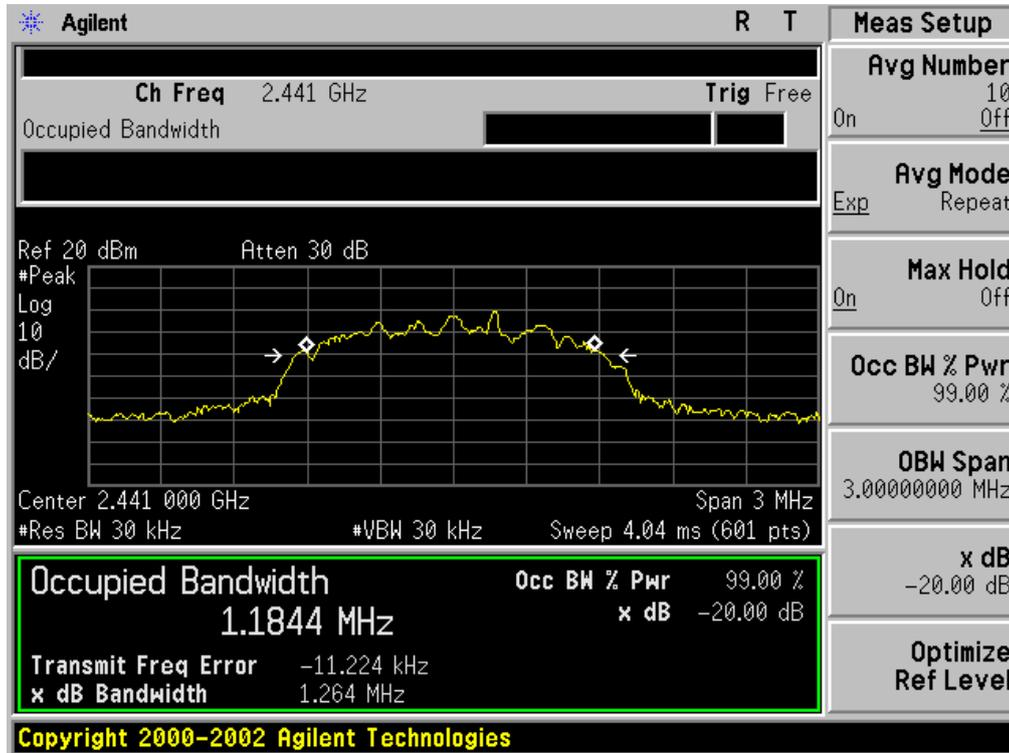 Agilent R T
Meas Setup
Ch Freq 2.441 GHz Trig Free
Occupied Bandwidth
Ref 20 dBm Atten 30 dB
#Peak
Log
10
dB/
Center 2.441 000 GHz Span 3 MHz
#Res BW 30 kHz #VBW 30 kHz Sweep 4.04 ms (601 pts)
Occupied Bandwidth
1.1844 MHz
Occ BW % Pwr 99.00 %
x dB -20.00 dB
Transmit Freq Error -11.224 kHz
x dB Bandwidth 1.264 MHz
Avg Number
10
On Off
Avg Mode
Exp Repeat
Max Hold
On Off
Occ BW % Pwr
99.00 %
OBW Span
3.00000000 MHz
x dB
-20.00 dB
Optimize
Ref Level
Copyright 2000-2002 Agilent Technologies